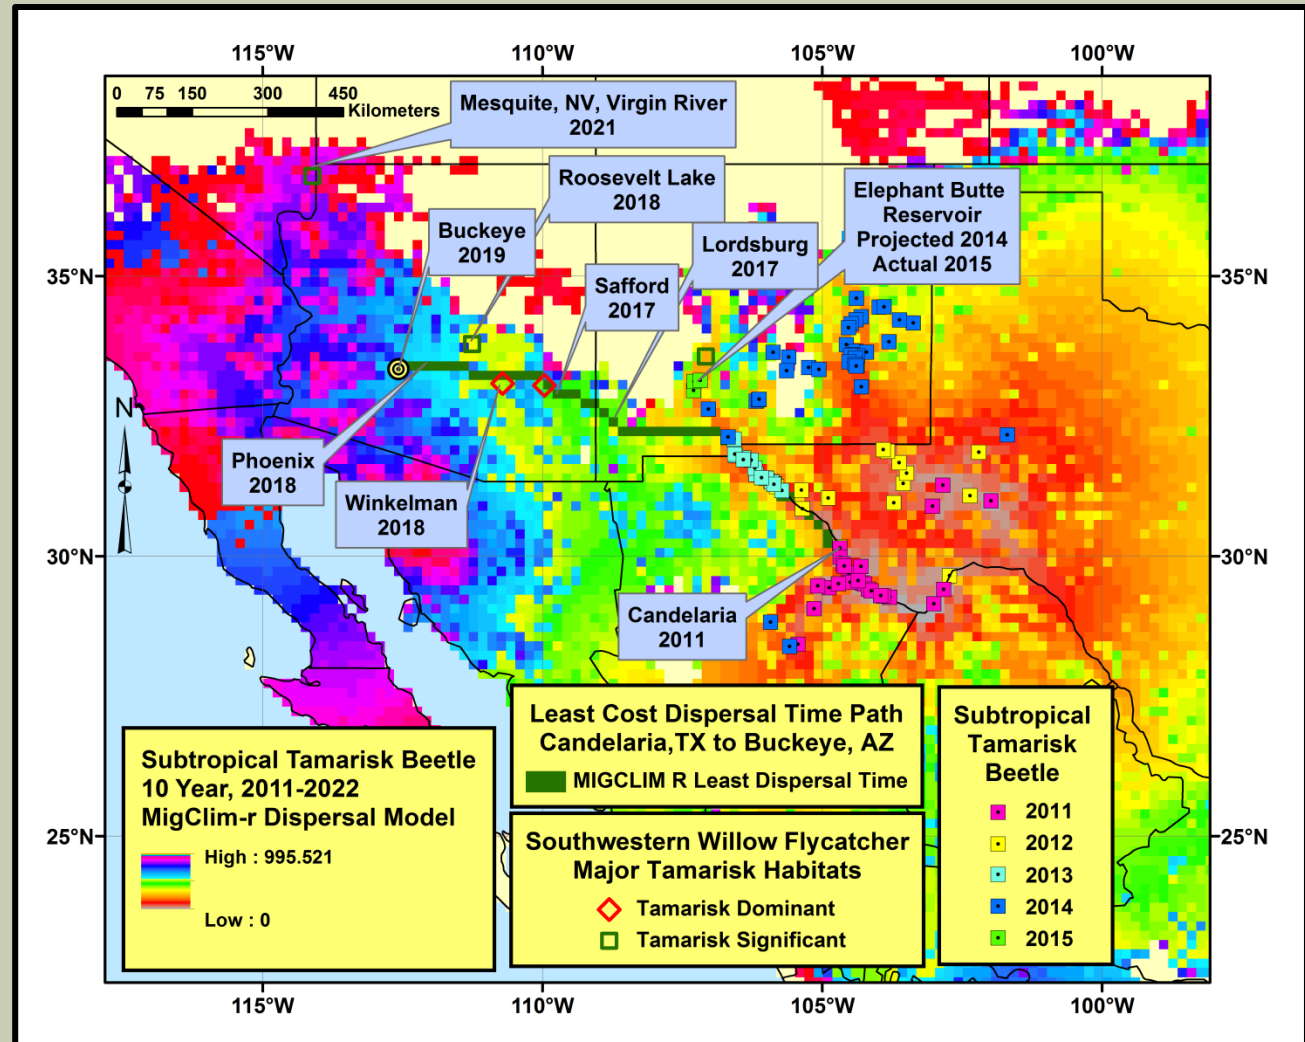 115°W
110°W
105°W
100°W
0 75 150 300 450
Kilometers
Mesquite, NV, Virgin River
2021
Roosevelt Lake
2018
Elephant Butte
Reservoir
Projected 2014
Actual 2015
Buckeye
2019
Lordsburg
2017
Safford
2017
35°N
35°N
N
Phoenix
2018
Winkelman
2018
30°N
30°N
Candelaria
2011
Least Cost Dispersal Time Path
Candelaria,TX to Buckeye, AZ
MIGCLIM R Least Dispersal Time
Subtropical Tamarisk Beetle
10 Year, 2011-2022
MigClim-r Dispersal Model
High : 995.521
Low : 0
Southwestern Willow Flycatcher
Major Tamarisk Habitats
Tamarisk Dominant
Tamarisk Significant
Subtropical
Tamarisk
Beetle
2011
2012
2013
2014
2015
25°N
25°N
115°W
110°W
105°W
100°W